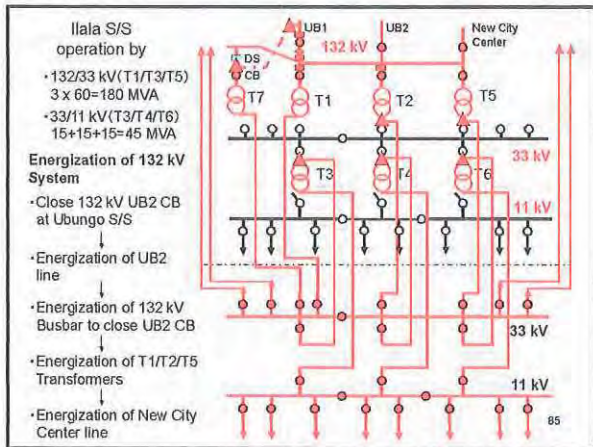 Ilala S/S
operation by
・132/33 kV(T1/T3/T5)
3 x 60=180 MVA
・33/11 kV(T3/T4/T6)
15+15+15=45 MVA
Energization of 132 kV
System
・Close 132 kV UB2 CB
at Ubungo S/S
・Energization of UB2
line
・Energization of 132 kV
Busbar to close UB2 CB
・Energization of T1/T2/T5
Transformers
・Energization of New City
Center line
UB1
UB2
New City
Center
132 kV
DS
CB
T7
T1
T2
T5
33 kV
T3
T4
T6
11 kV
33 kV
11 kV
85